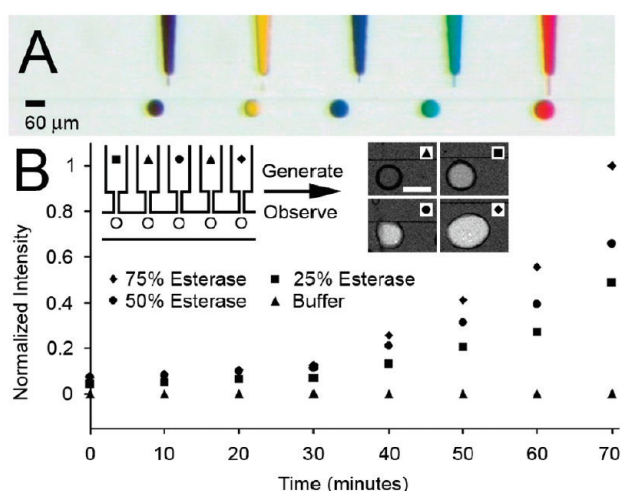 A
60 µm
B
Generate
Observe
75% Esterase
25% Esterase
50% Esterase
Buffer
Normalized Intensity
1
0.8
0.6
0.4
0.2
0
0 10 20 30 40 50 60 70
Time (minutes)